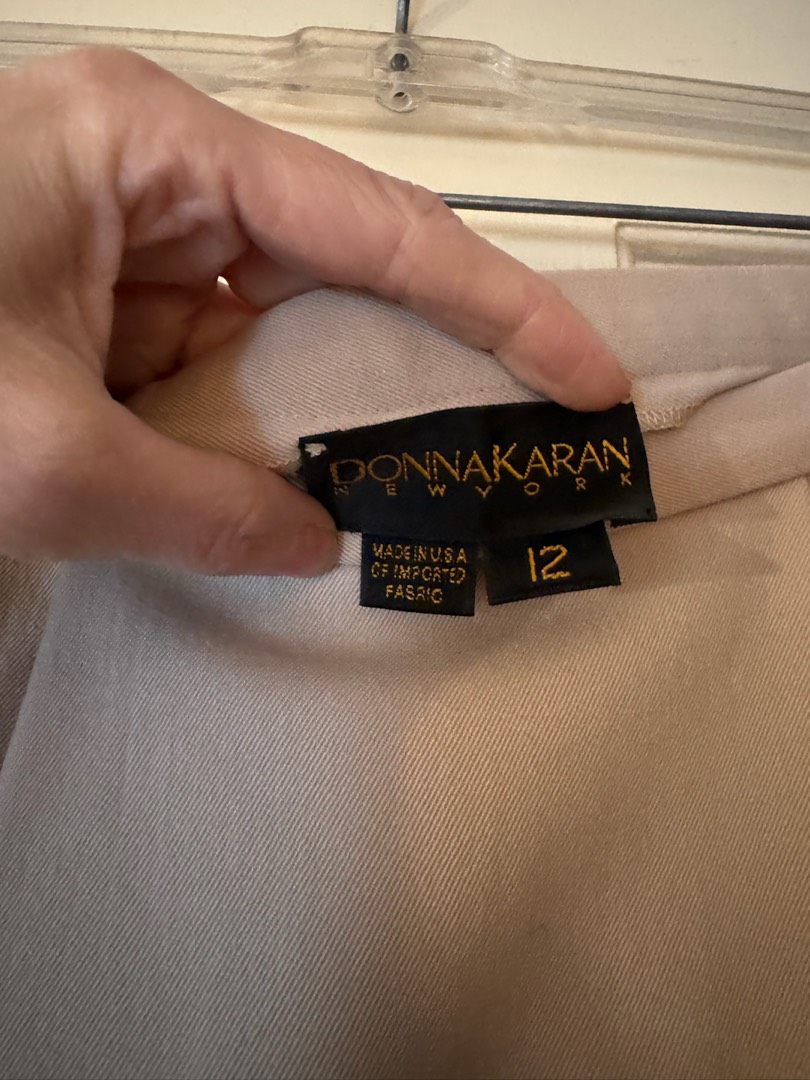 DONNAKARAN
NEW YORK
MADE IN U.S.A
OF IMPORTED
FABRIC
12